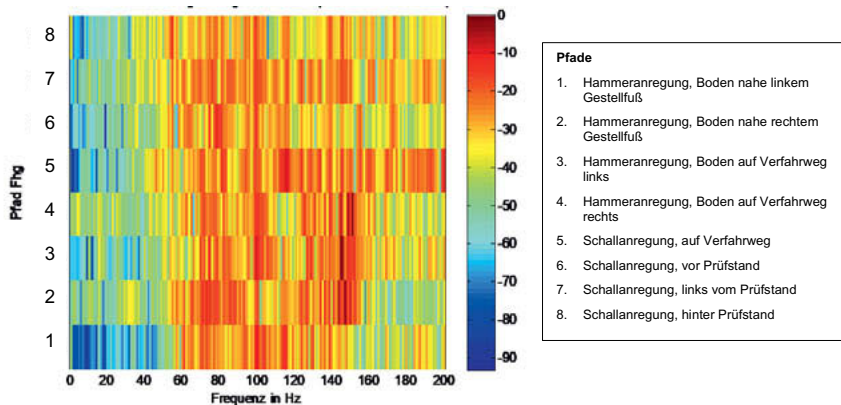 8
7
6
5
4
3
2
1
Pfad Fhg
0 20 40 60 80 100 120 140 160 180 200
Frequenz in Hz
0
-10
-20
-30
-40
-50
-60
-70
-80
-90
Pfade
1. Hammeranregung, Boden nahe linkem
Gestellfuß
2. Hammeranregung, Boden nahe rechtem
Gestellfuß
3. Hammeranregung, Boden auf Verfahrweg
links
4. Hammeranregung, Boden auf Verfahrweg
rechts
5. Schallanregung, auf Verfahrweg
6. Schallanregung, vor Prüfstand
7. Schallanregung, links vom Prüfstand
8. Schallanregung, hinter Prüfstand